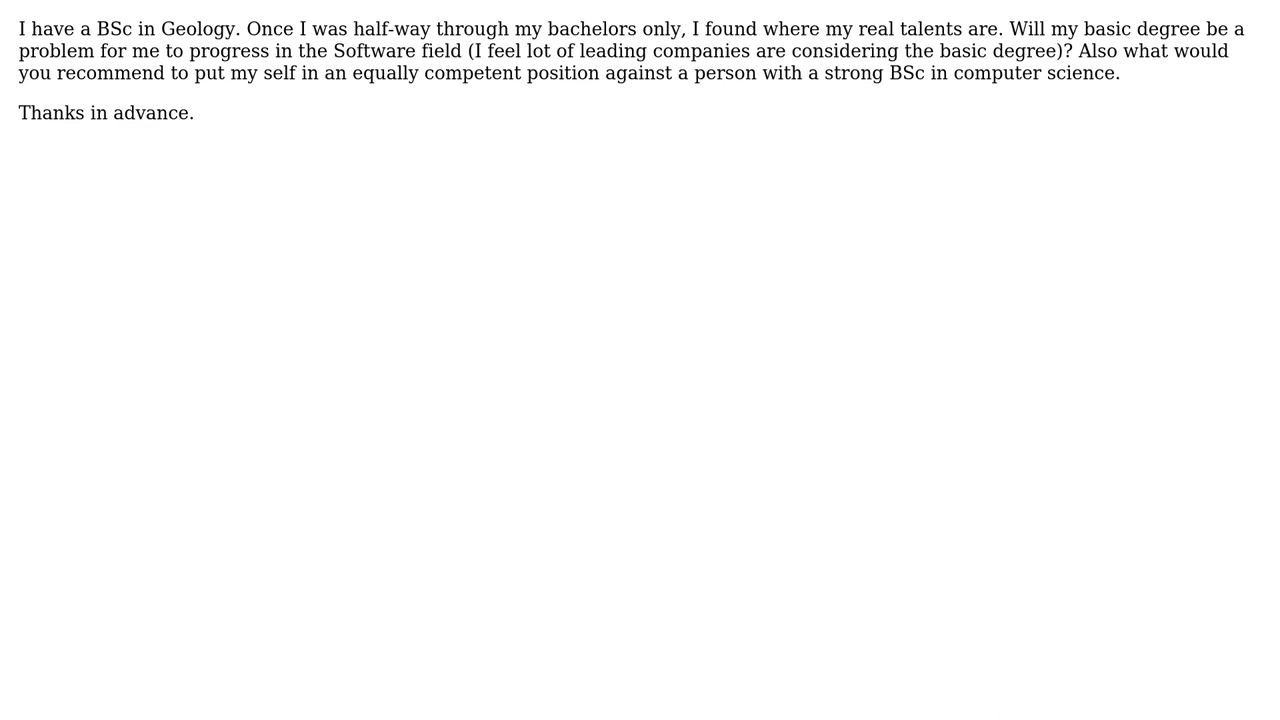 I have a BSc in Geology. Once I was half-way through my bachelors only, I found where my real talents are. Will my basic degree be a
problem for me to progress in the Software field (I feel lot of leading companies are considering the basic degree)? Also what would
you recommend to put my self in an equally competent position against a person with a strong BSc in computer science.
Thanks in advance.